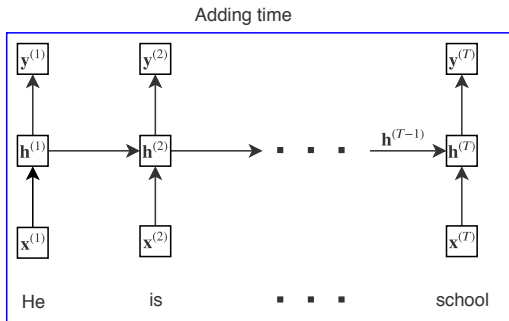 Adding time
y^(1) y^(2) y^(T)
h^(T−1)
h^(1) h^(2) . . . h^(T)
x^(1) x^(2) x^(T)
He is . . . school